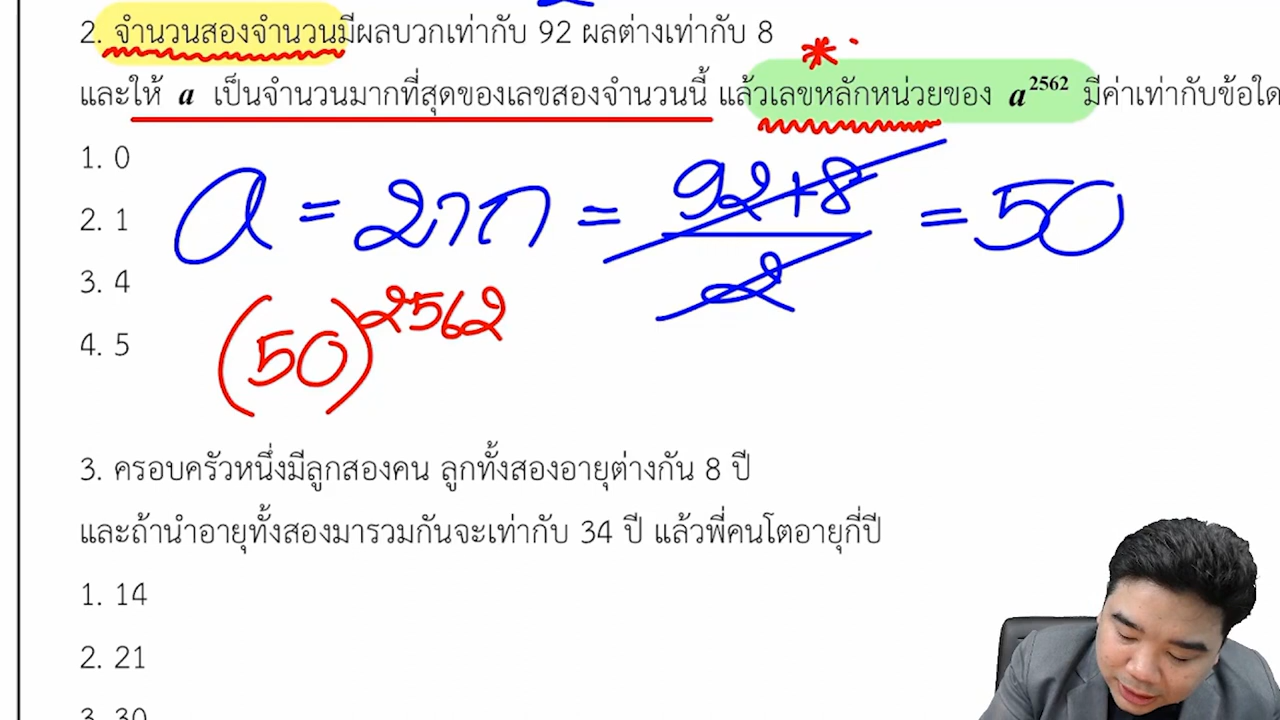 2. จำนวนสองจำนวนมีผลบวกเท่ากับ 92 ผลต่างเท่ากับ 8
และให้ a เป็นจำนวนมากที่สุดของเลขสองจำนวนนี้ แล้วเลขหลักหน่วยของ a^2562 มีค่าเท่ากับข้อใด
1. 0
2. 1
3. 4
4. 5
a = มาก = 92+8/2 = 50
(50)^2562
3. ครอบครัวหนึ่งมีลูกสองคน ลูกทั้งสองอายุต่างกัน 8 ปี
และถ้านำอายุทั้งสองมารวมกันจะเท่ากับ 34 ปี แล้วพี่คนโตอายุกี่ปี
1. 14
2. 21
3. 30